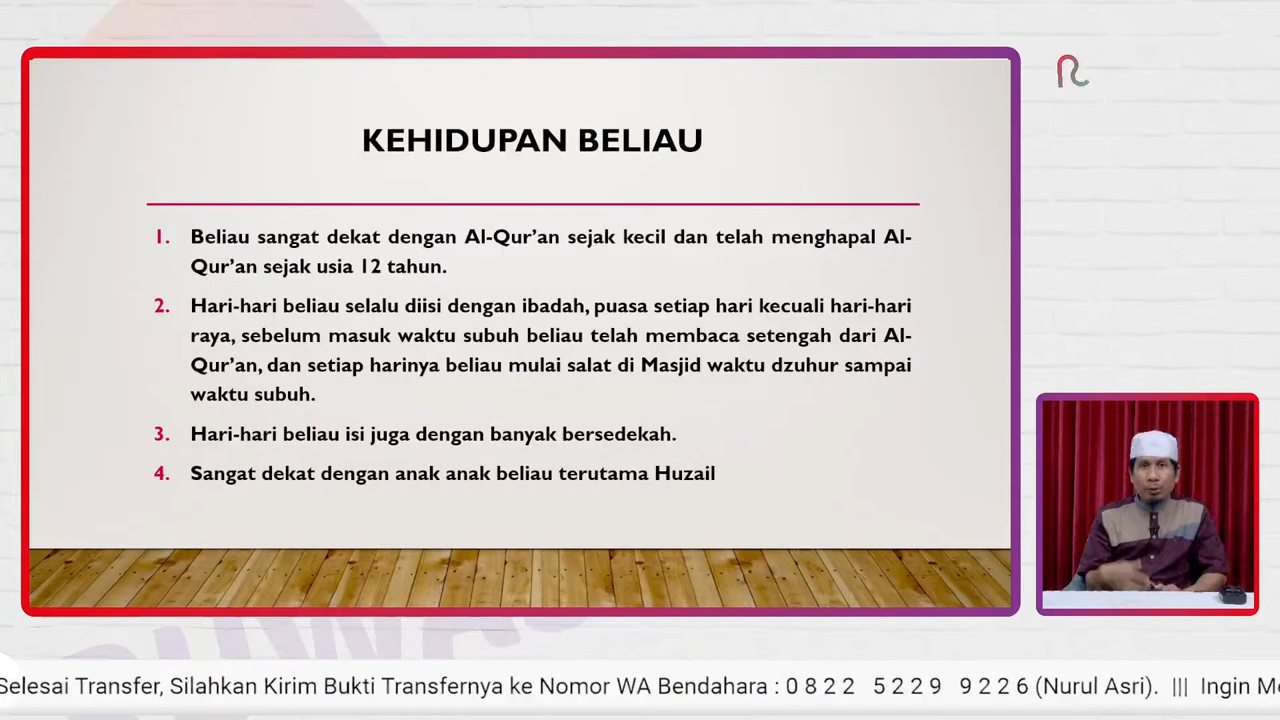 KEHIDUPAN BELIAU
1. Beliau sangat dekat dengan Al-Qur’an sejak kecil dan telah menghapal Al-
Qur’an sejak usia 12 tahun.
2. Hari-hari beliau selalu diisi dengan ibadah, puasa setiap hari kecuali hari-hari
raya, sebelum masuk waktu subuh beliau telah membaca setengah dari Al-
Qur’an, dan setiap harinya beliau mulai salat di Masjid waktu dzuhur sampai
waktu subuh.
3. Hari-hari beliau isi juga dengan banyak bersedekah.
4. Sangat dekat dengan anak anak beliau terutama Huzail
Selesai Transfer, Silahkan Kirim Bukti Transfernya ke Nomor WA Bendahara : 0 8 2 2 5 2 2 9 9 2 2 6 (Nurul Asri). ||| Ingin